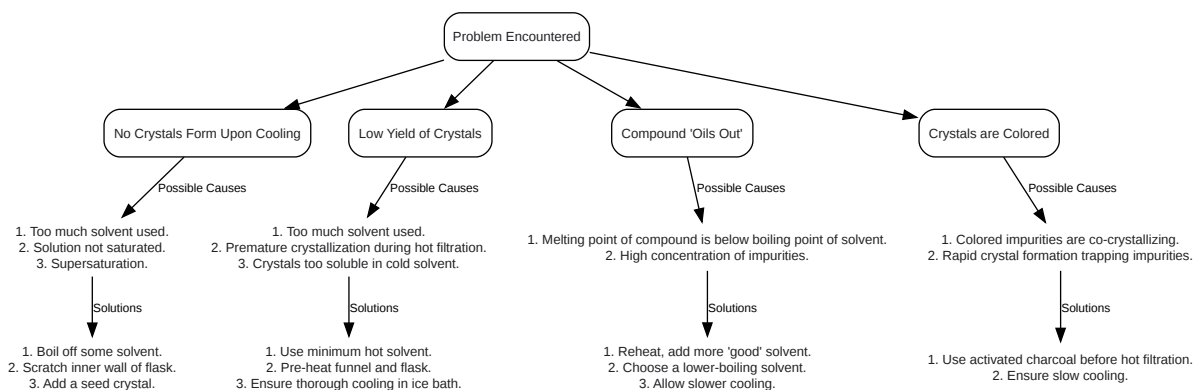 Problem Encountered
No Crystals Form Upon Cooling
Low Yield of Crystals
Compound 'Oils Out'
Crystals are Colored
Possible Causes
Possible Causes
Possible Causes
Possible Causes
1. Too much solvent used.
2. Solution not saturated.
3. Supersaturation.
1. Too much solvent used.
2. Premature crystallization during hot filtration.
3. Crystals too soluble in cold solvent.
1. Melting point of compound is below boiling point of solvent.
2. High concentration of impurities.
1. Colored impurities are co-crystallizing.
2. Rapid crystal formation trapping impurities.
Solutions
Solutions
Solutions
Solutions
1. Boil off some solvent.
2. Scratch inner wall of flask.
3. Add a seed crystal.
1. Use minimum hot solvent.
2. Pre-heat funnel and flask.
3. Ensure thorough cooling in ice bath.
1. Reheat, add more 'good' solvent.
2. Choose a lower-boiling solvent.
3. Allow slower cooling.
1. Use activated charcoal before hot filtration.
2. Ensure slow cooling.